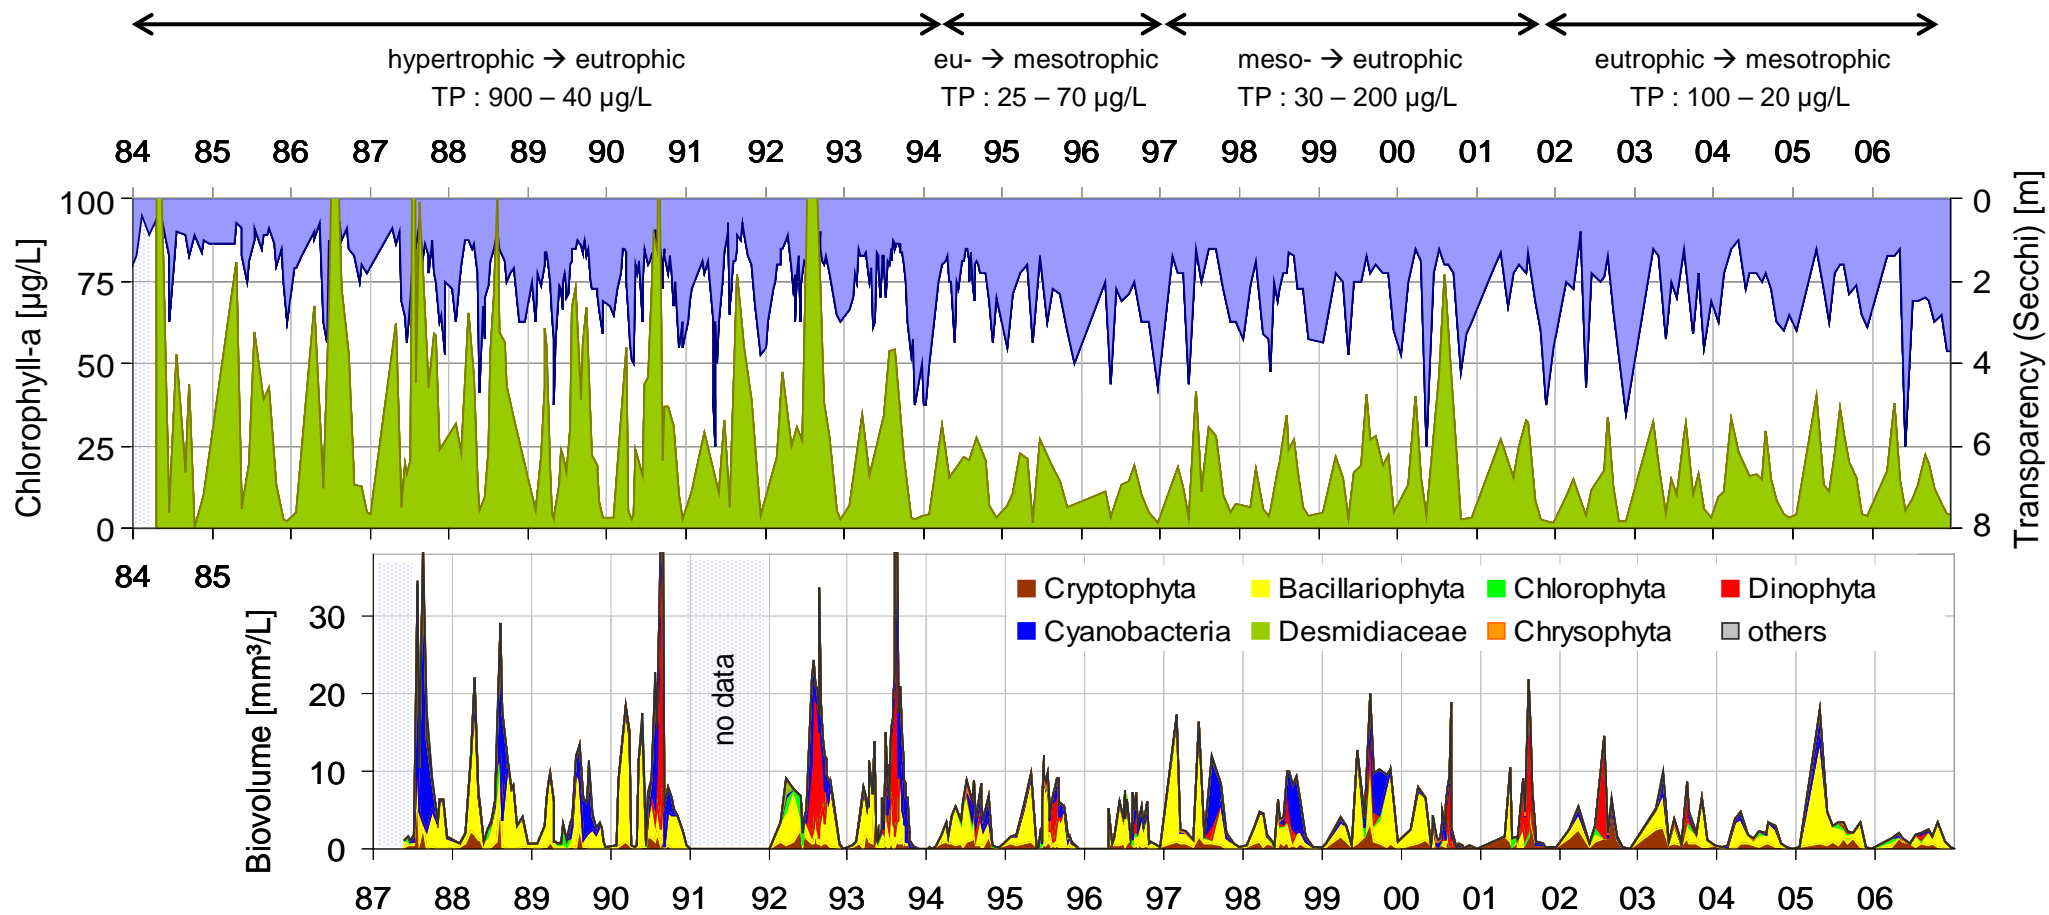 hypertrophic → eutrophic
eu- → mesotrophic
meso- → eutrophic
eutrophic → mesotrophic
TP : 900 – 40 µg/L
TP : 25 – 70 µg/L
TP : 30 – 200 µg/L
TP : 100 – 20 µg/L
84 85 86 87 88 89 90 91 92 93 94 95 96 97 98 99 00 01 02 03 04 05 06
Chlorophyll-a [µg/L]
100
75
50
25
0
0
2
4
6
8
Transparency (Secchi) [m]
84 85
Biovolume [mm³/L]
30
20
10
0
no data
Cryptophyta Bacillariophyta Chlorophyta Dinophyta
Cyanobacteria Desmidiaceae Chrysophyta others
87 88 89 90 91 92 93 94 95 96 97 98 99 00 01 02 03 04 05 06